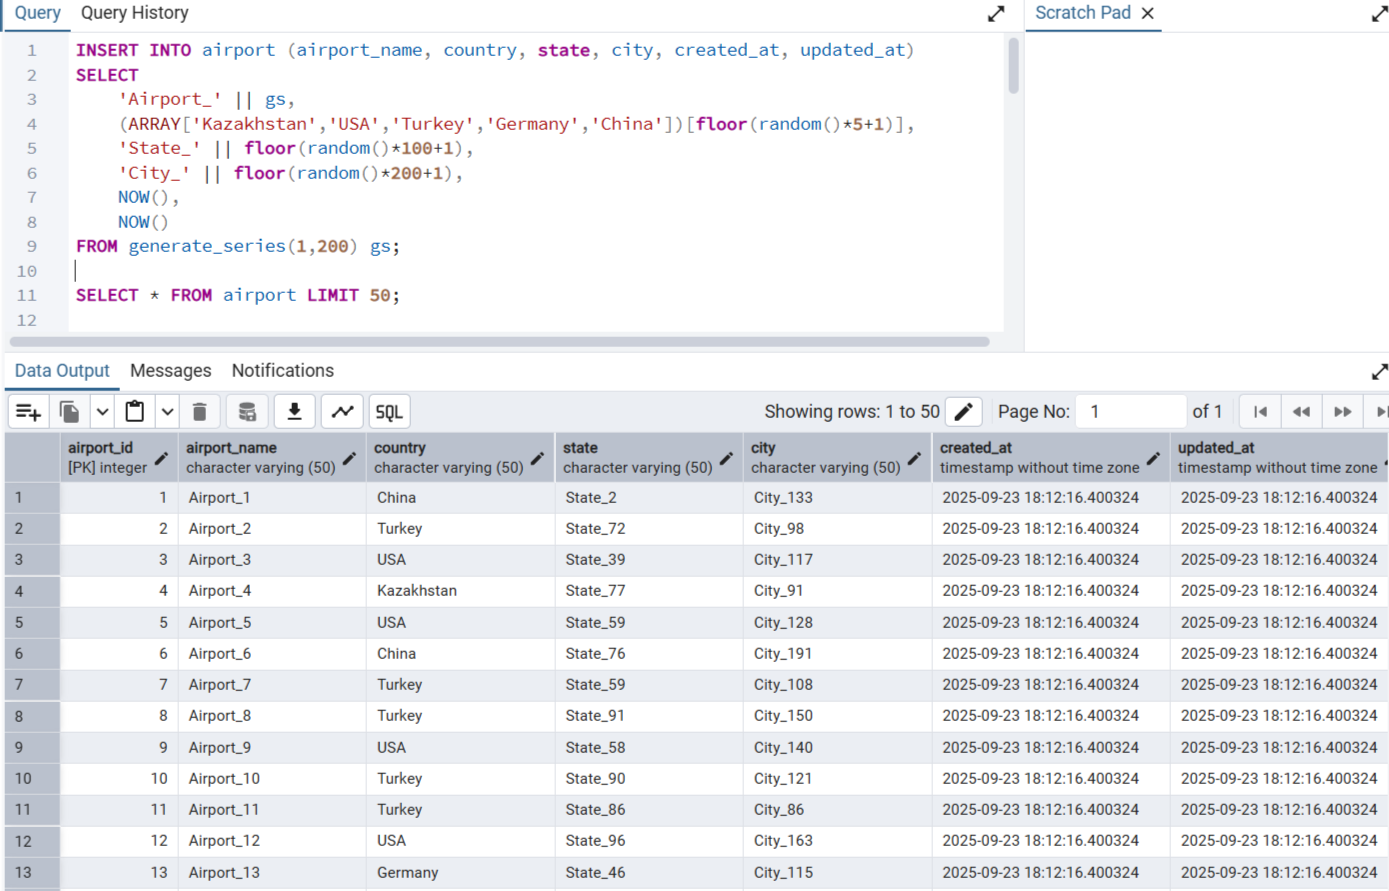 Query Query History Scratch Pad
1 INSERT INTO airport (airport_name, country, state, city, created_at, updated_at)
2 SELECT
3 'Airport_' || gs,
4 (ARRAY['Kazakhstan','USA','Turkey','Germany','China'])[floor(random()*5+1)],
5 'State_' || floor(random()*100+1),
6 'City_' || floor(random()*200+1),
7 NOW(),
8 NOW()
9 FROM generate_series(1,200) gs;
10
11 SELECT * FROM airport LIMIT 50;
12
Data Output Messages Notifications
SQL Showing rows: 1 to 50 Page No: 1 of 1
airport_id airport_name country state city created_at updated_at
[PK] integer character varying (50) character varying (50) character varying (50) character varying (50) timestamp without time zone timestamp without time zone
1 1 Airport_1 China State_2 City_133 2025-09-23 18:12:16.400324 2025-09-23 18:12:16.400324
2 2 Airport_2 Turkey State_72 City_98 2025-09-23 18:12:16.400324 2025-09-23 18:12:16.400324
3 3 Airport_3 USA State_39 City_117 2025-09-23 18:12:16.400324 2025-09-23 18:12:16.400324
4 4 Airport_4 Kazakhstan State_77 City_91 2025-09-23 18:12:16.400324 2025-09-23 18:12:16.400324
5 5 Airport_5 USA State_59 City_128 2025-09-23 18:12:16.400324 2025-09-23 18:12:16.400324
6 6 Airport_6 China State_76 City_191 2025-09-23 18:12:16.400324 2025-09-23 18:12:16.400324
7 7 Airport_7 Turkey State_59 City_108 2025-09-23 18:12:16.400324 2025-09-23 18:12:16.400324
8 8 Airport_8 Turkey State_91 City_150 2025-09-23 18:12:16.400324 2025-09-23 18:12:16.400324
9 9 Airport_9 USA State_58 City_140 2025-09-23 18:12:16.400324 2025-09-23 18:12:16.400324
10 10 Airport_10 Turkey State_90 City_121 2025-09-23 18:12:16.400324 2025-09-23 18:12:16.400324
11 11 Airport_11 Turkey State_86 City_86 2025-09-23 18:12:16.400324 2025-09-23 18:12:16.400324
12 12 Airport_12 USA State_96 City_163 2025-09-23 18:12:16.400324 2025-09-23 18:12:16.400324
13 13 Airport_13 Germany State_46 City_115 2025-09-23 18:12:16.400324 2025-09-23 18:12:16.400324